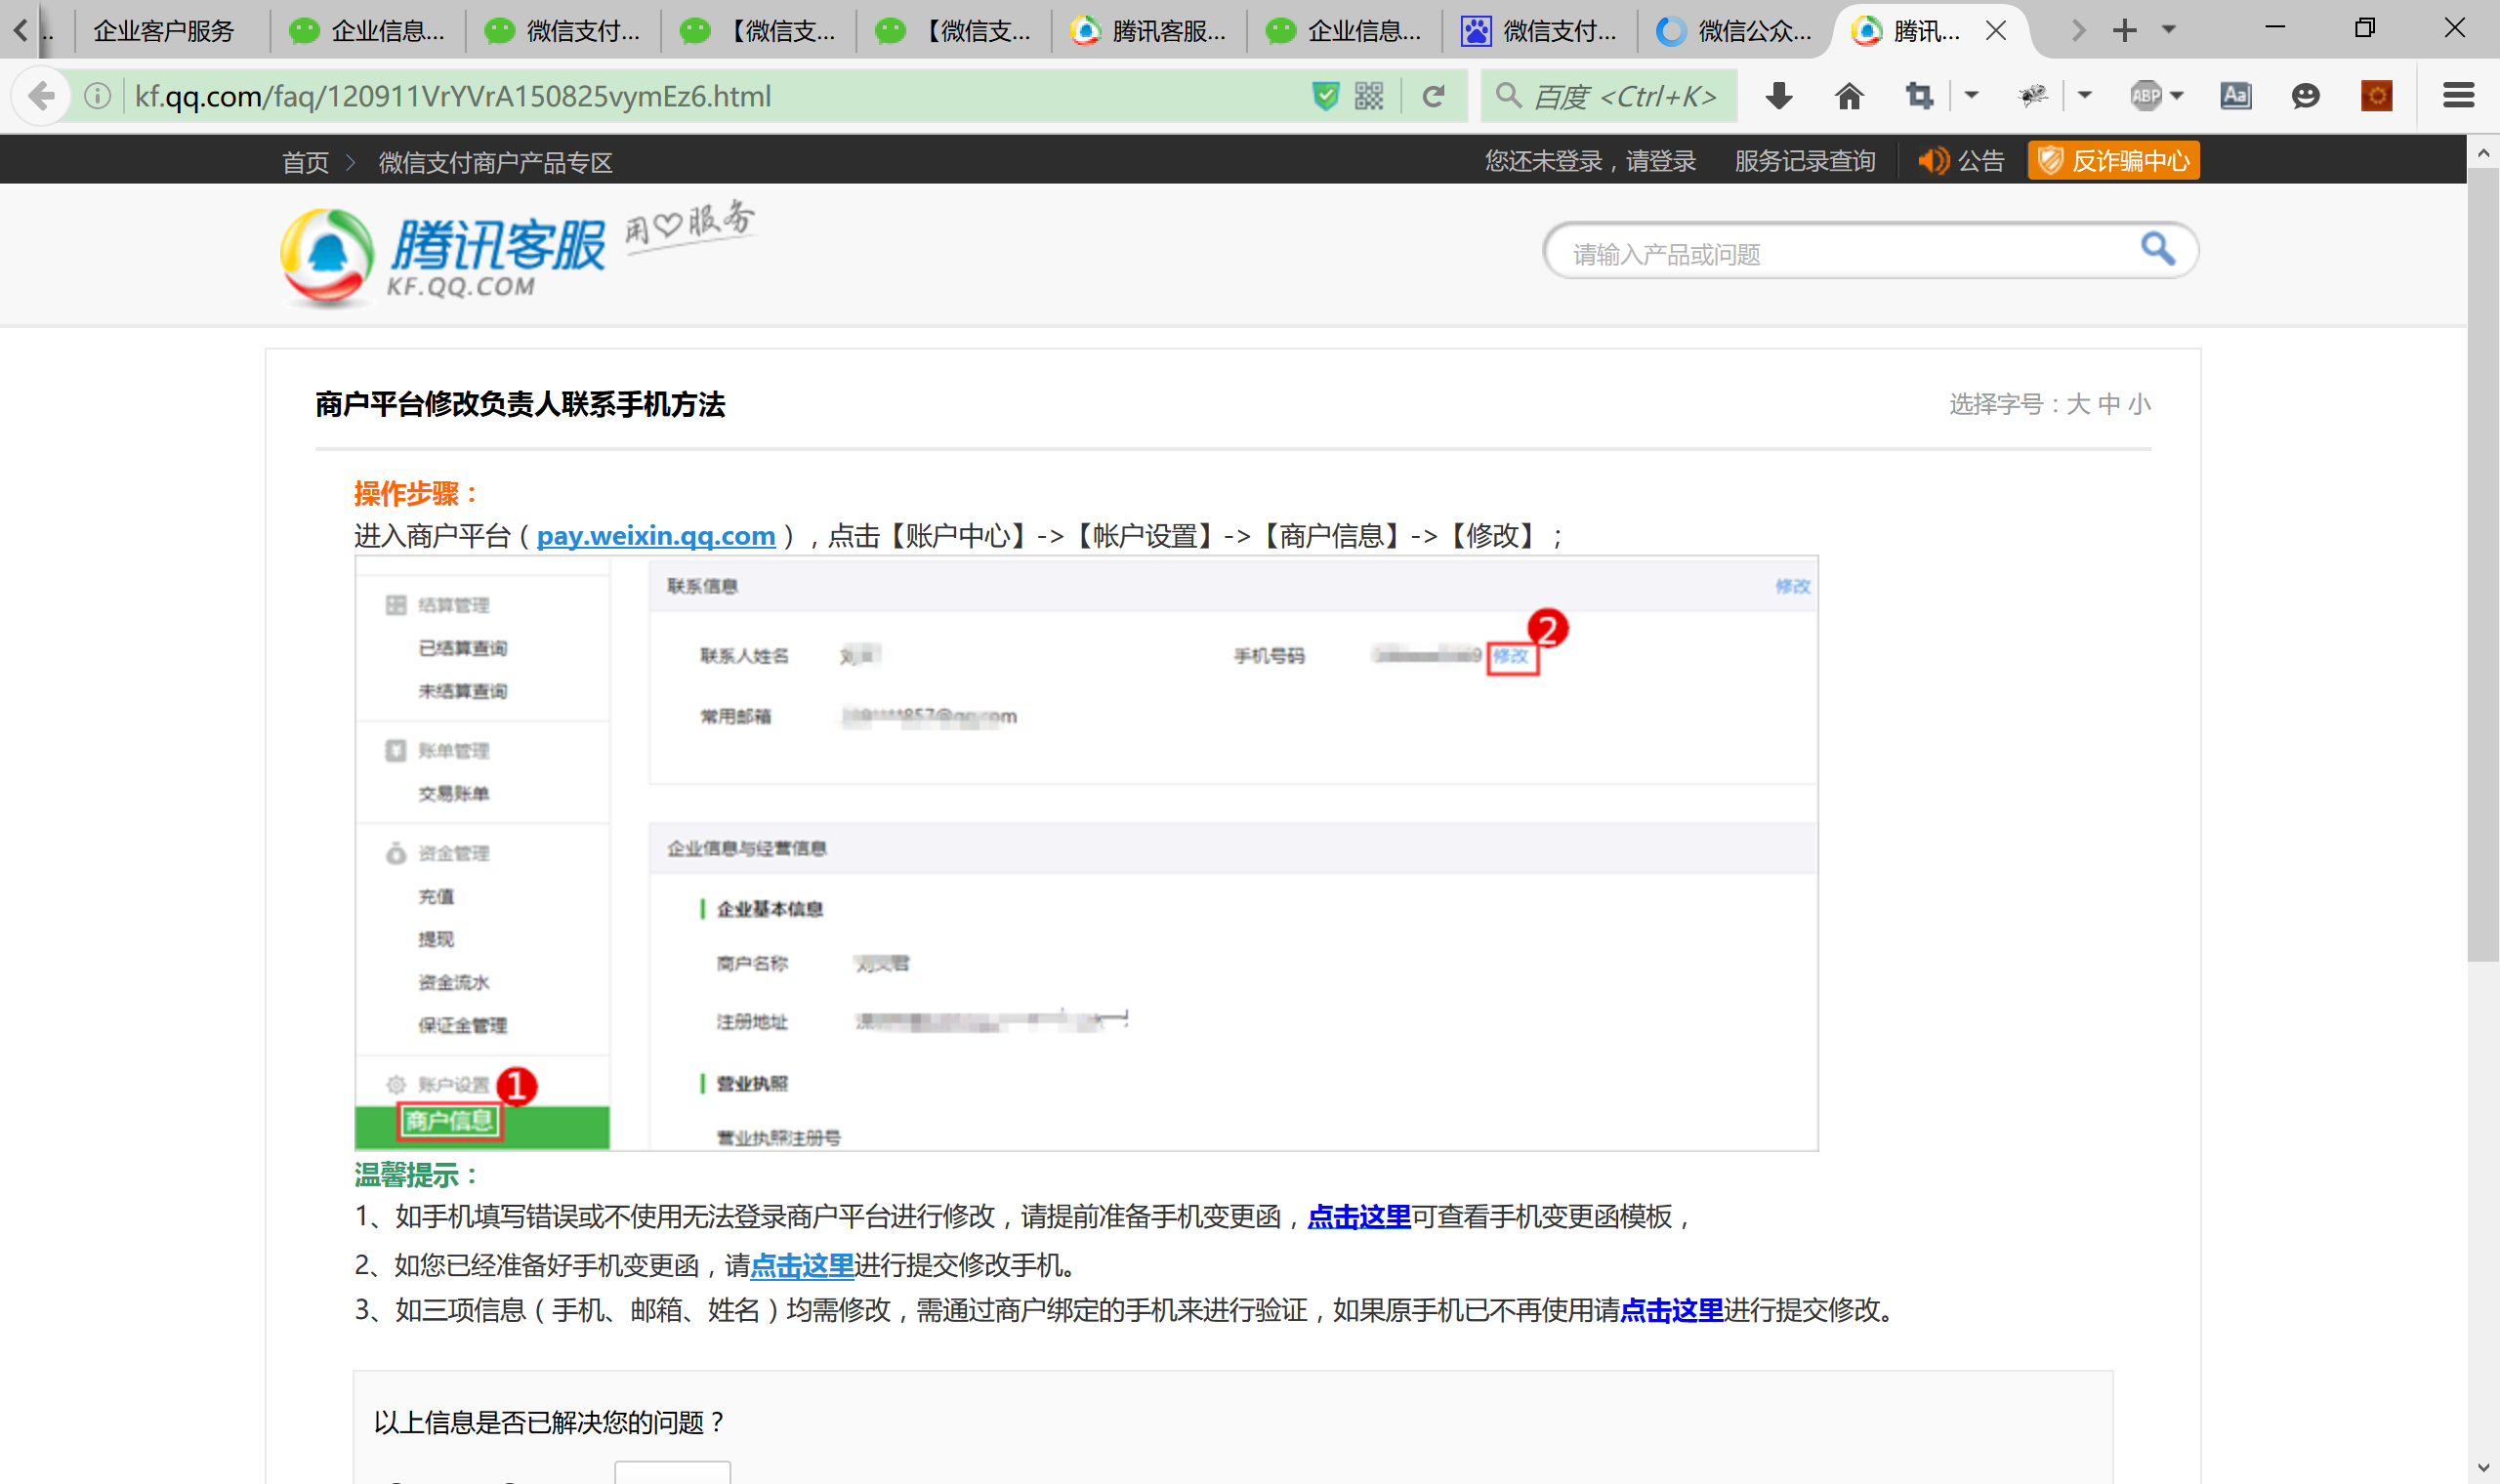 企业客户服务
企业信息...
微信支付...
【微信支...
【微信支...
腾讯客服...
企业信息...
微信支付...
微信公众...
腾讯...
kf.qq.com/faq/120911VrYVrA150825vymEz6.html
百度 <Ctrl+K>
ABP
Aa
首页 > 微信支付商户产品专区
您还未登录，请登录
服务记录查询
公告
反诈骗中心
腾讯客服
KF.QQ.COM
用♡服务
请输入产品或问题
商户平台修改负责人联系手机方法
选择字号：大 中 小
操作步骤：
进入商户平台（pay.weixin.qq.com），点击【账户中心】->【帐户设置】->【商户信息】->【修改】；
结算管理
已结算查询
未结算查询
账单管理
交易账单
资金管理
充值
提现
资金流水
保证金管理
账户设置 1
商户信息
联系信息
修改
联系人姓名
手机号码
修改
2
常用邮箱
企业信息与经营信息
企业基本信息
商户名称
注册地址
营业执照
营业执照注册号
温馨提示：
1、如手机填写错误或不使用无法登录商户平台进行修改，请提前准备手机变更函，点击这里可查看手机变更函模板，
2、如您已经准备好手机变更函，请点击这里进行提交修改手机。
3、如三项信息（手机、邮箱、姓名）均需修改，需通过商户绑定的手机来进行验证，如果原手机已不再使用请点击这里进行提交修改。
以上信息是否已解决您的问题？